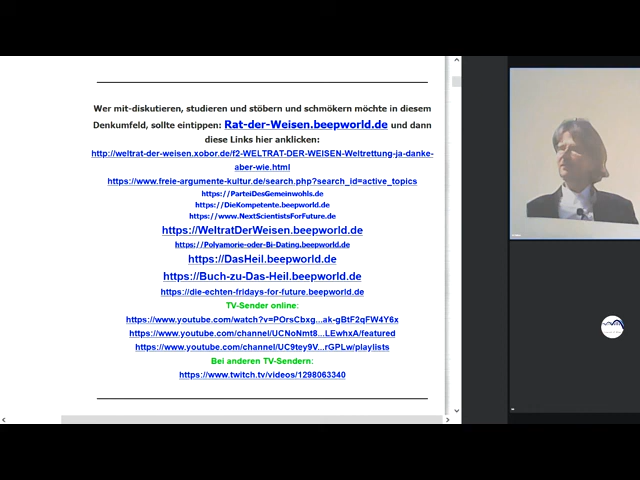 Wer mit-diskutieren, studieren und stöbern und schmökern möchte in diesem
Denkumfeld, sollte eintippen: Rat-der-Weisen.beepworld.de und dann
diese Links hier anklicken:
http://weltrat-der-weisen.xobor.de/f2-WELTRAT-DER-WEISEN-Weltrettung-ja-danke-
aber-wie.html
https://www.freie-argumente-kultur.de/search.php?search_id=active_topics
https://ParteiDesGemeinwohls.de
https://DieKompetente.beepworld.de
https://www.NextScientistsForFuture.de
https://WeltratDerWeisen.beepworld.de
https://Polyamorie-oder-Bi-Dating.beepworld.de
https://DasHeil.beepworld.de
https://Buch-zu-Das-Heil.beepworld.de
https://die-echten-fridays-for-future.beepworld.de
TV-Sender online:
https://www.youtube.com/watch?v=POrsCbxg...ak-gBtF2qFW4Y6x
https://www.youtube.com/channel/UCNoNmt8...LEwhxA/featured
https://www.youtube.com/channel/UC9tey9V...rGPLw/playlists
Bei anderen TV-Sendern:
https://www.twitch.tv/videos/1298063340